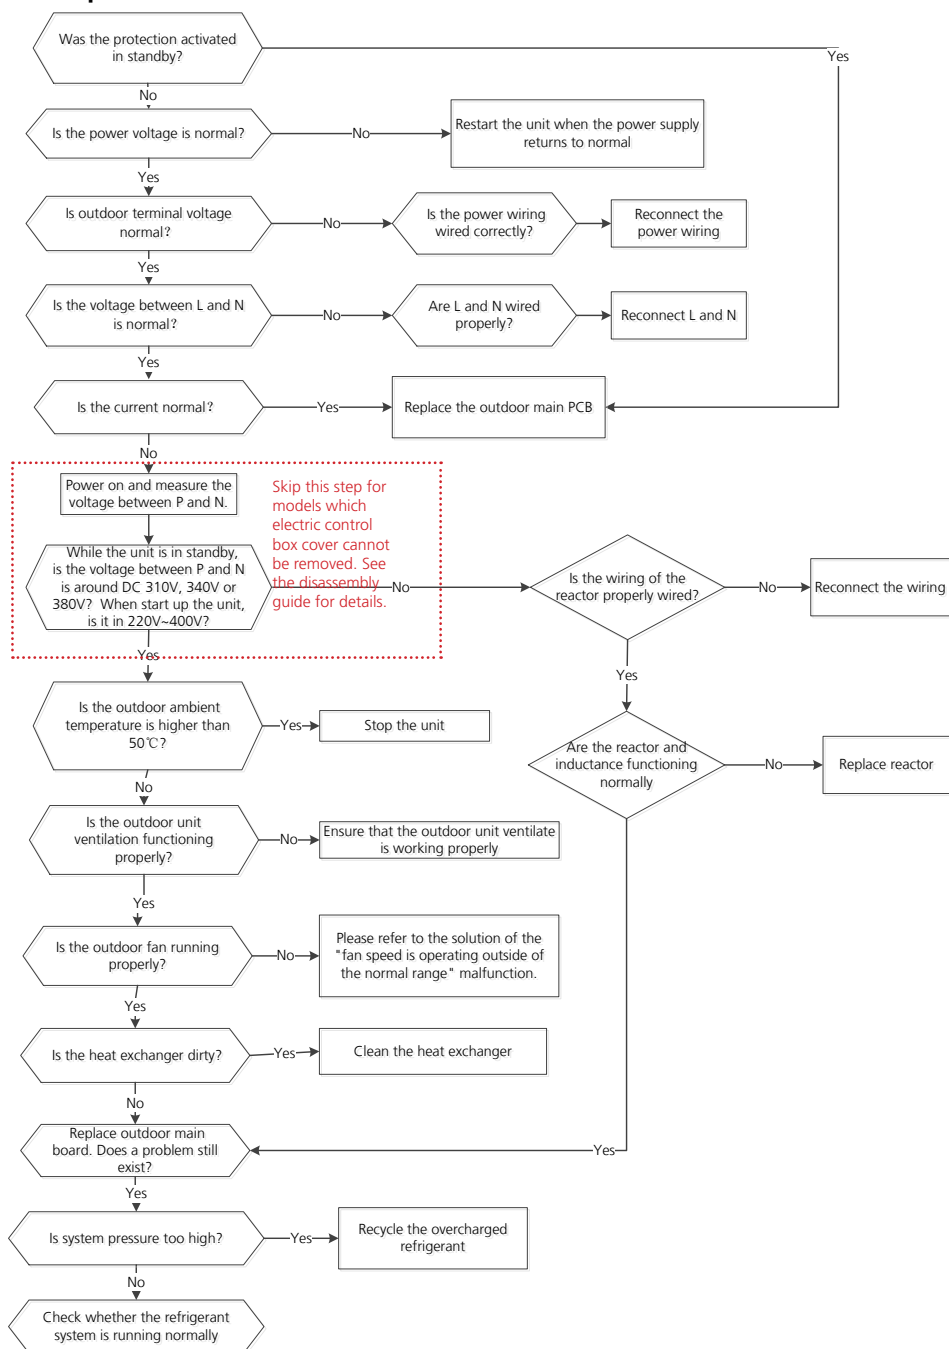 Was the protection activated
in standby?
Yes
No
Is the power voltage is normal?
No
Restart the unit when the power supply
returns to normal
Yes
Is outdoor terminal voltage
normal?
No
Is the power wiring
wired correctly?
Reconnect the
power wiring
Yes
Is the voltage between L and N
is normal?
No
Are L and N wired
properly?
Reconnect L and N
Yes
Is the current normal?
Yes
Replace the outdoor main PCB
No
Power on and measure the
voltage between P and N.
Skip this step for
models which
electric control
box cover cannot
be removed. See
the disassembly
guide for details.
While the unit is in standby,
is the voltage between P and N
is around DC 310V, 340V or
380V? When start up the unit,
is it in 220V~400V?
No
Is the wiring of the
reactor properly wired?
No
Reconnect the wiring
Yes
Yes
Is the outdoor ambient
temperature is higher than
50℃?
Yes
Stop the unit
Are the reactor and
inductance functioning
normally
No
Replace reactor
No
Is the outdoor unit
ventilation functioning
properly?
No
Ensure that the outdoor unit ventilate
is working properly
Yes
Is the outdoor fan running
properly?
No
Please refer to the solution of the
"fan speed is operating outside of
the normal range" malfunction.
Yes
Is the heat exchanger dirty?
Yes
Clean the heat exchanger
No
Replace outdoor main
board. Does a problem still
exist?
Yes
Yes
Is system pressure too high?
Yes
Recycle the overcharged
refrigerant
No
Check whether the refrigerant
system is running normally